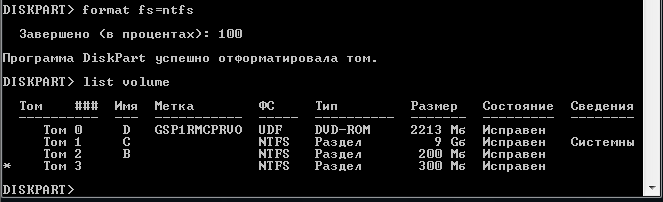 DISKPART> format fs=ntfs
Завершено (в процентах): 100
Программа DiskPart успешно отформатировала том.
DISKPART> list volume
Том ### Имя Метка ФС Тип Размер Состояние Сведения
Том 0 D GSP1RMCPRVO UDF DVD-ROM 2213 Мб Исправен
Том 1 C NTFS Раздел 9 Gб Исправен Системны
Том 2 B NTFS Раздел 200 Мб Исправен
* Том 3 NTFS Раздел 300 Мб Исправен
DISKPART>